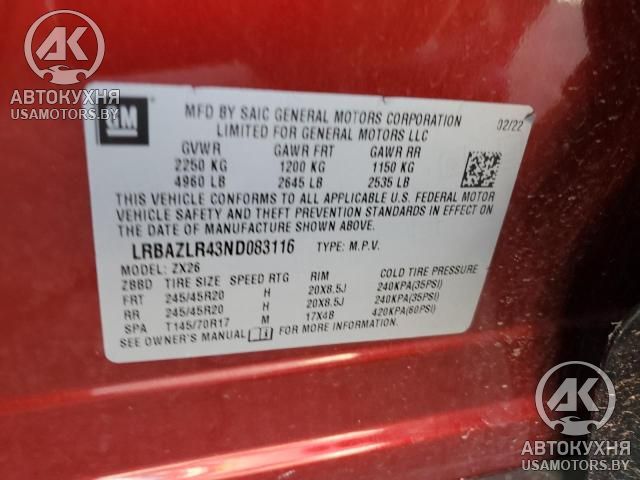 AK
АВТОКУХНЯ
USAMOTORS.BY
GM
MFD BY SAIC GENERAL MOTORS CORPORATION 02/22
LIMITED FOR GENERAL MOTORS LLC
GVWR GAWR FRT GAWR RR
2250 KG 1200 KG 1150 KG
4960 LB 2645 LB 2535 LB
THIS VEHICLE CONFORMS TO ALL APPLICABLE U.S. FEDERAL MOTOR
VEHICLE SAFETY AND THEFT PREVENTION STANDARDS IN EFFECT ON
THE DATE OF MANUFACTURE SHOWN ABOVE.
LRBAZLR43ND083116 TYPE: M.P.V.
MODEL: ZX26
ZBBD TIRE SIZE SPEED RTG RIM COLD TIRE PRESSURE
FRT 245/45R20 H 20X8.5J 240KPA(35PSI)
RR 245/45R20 H 20X8.5J 240KPA(35PSI)
SPA T145/70R17 M 17X4B 420KPA(60PSI)
SEE OWNER'S MANUAL FOR MORE INFORMATION.
AK
АВТОКУХНЯ
USAMOTORS.BY